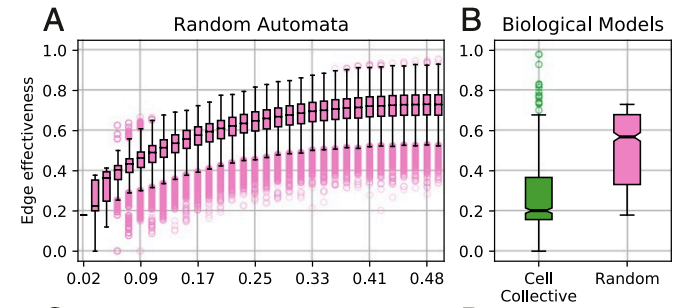 A Random Automata
Edge effectiveness
1.0
0.8
0.6
0.4
0.2
0.0
0.02 0.09 0.17 0.25 0.33 0.41 0.48
B Biological Models
1.0
0.8
0.6
0.4
0.2
0.0
Cell Random
Collective